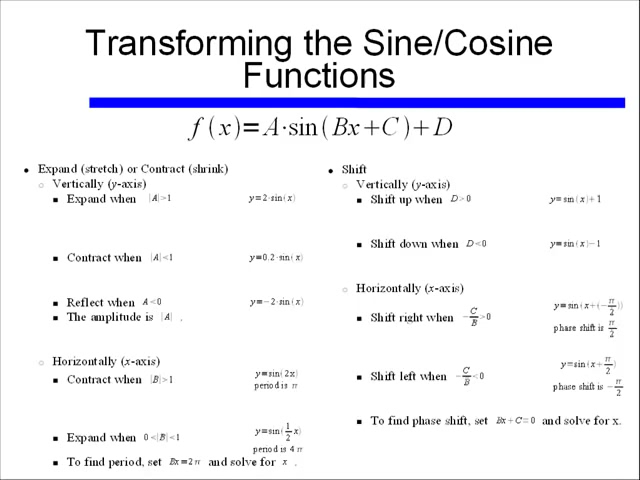 Transforming the Sine/Cosine
Functions
f(x)=A·sin(Bx+C)+D
• Expand (stretch) or Contract (shrink)
○ Vertically (y-axis)
■ Expand when |A|>1 y=2·sin(x)
■ Contract when |A|<1 y=0.2·sin(x)
■ Reflect when A<0 y=−2·sin(x)
■ The amplitude is |A| .
○ Horizontally (x-axis)
■ Contract when |B|>1 y=sin(2x)
period is π
■ Expand when 0<|B|<1 y=sin(1/2 x)
period is 4π
■ To find period, set Bx=2π and solve for x .
• Shift
○ Vertically (y-axis)
■ Shift up when D>0 y=sin(x)+1
■ Shift down when D<0 y=sin(x)−1
○ Horizontally (x-axis)
■ Shift right when −C/B>0 y=sin(x+(−π/2))
phase shift is π/2
■ Shift left when −C/B<0 y=sin(x+π/2)
phase shift is −π/2
■ To find phase shift, set Bx+C=0 and solve for x.